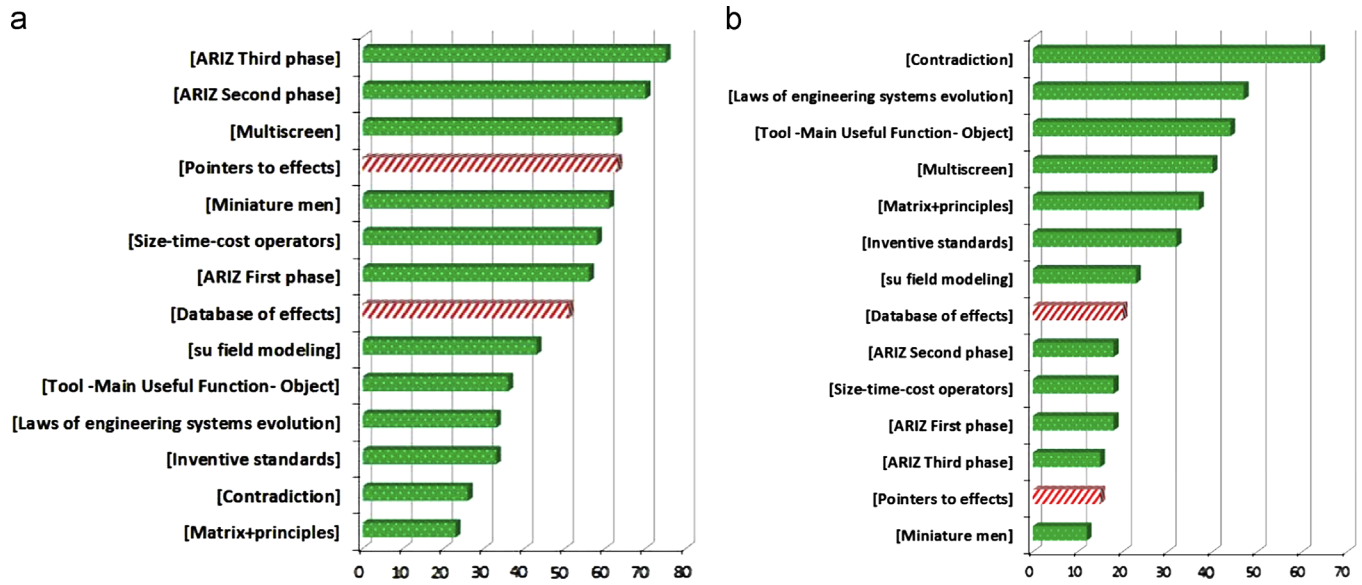 a
[ARIZ Third phase]
[ARIZ Second phase]
[Multiscreen]
[Pointers to effects]
[Miniature men]
[Size-time-cost operators]
[ARIZ First phase]
[Database of effects]
[su field modeling]
[Tool -Main Useful Function- Object]
[Laws of engineering systems evolution]
[Inventive standards]
[Contradiction]
[Matrix+principles]
0 10 20 30 40 50 60 70 80
b
[Contradiction]
[Laws of engineering systems evolution]
[Tool -Main Useful Function- Object]
[Multiscreen]
[Matrix+principles]
[Inventive standards]
[su field modeling]
[Database of effects]
[ARIZ Second phase]
[Size-time-cost operators]
[ARIZ First phase]
[ARIZ Third phase]
[Pointers to effects]
[Miniature men]
0 10 20 30 40 50 60 70